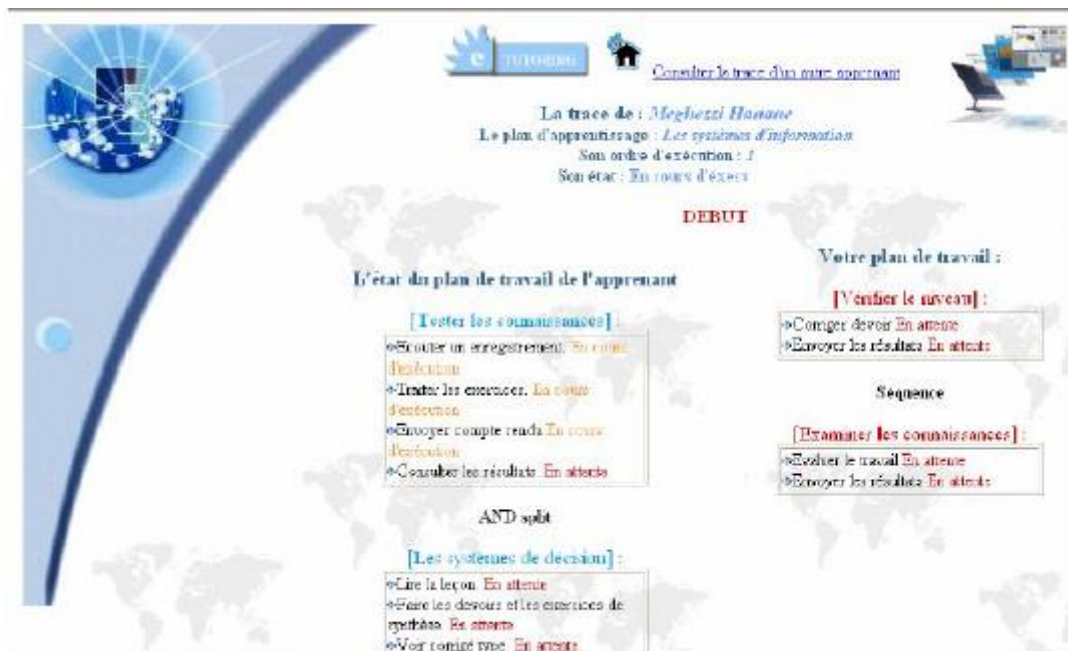 e TUTORING
Consulter la trace d'un autre apprenant
La trace de : Meghezzi Hanane
Le plan d'apprentissage : Les systèmes d'information
Son ordre d'exécution : 1
Son état : En cours d'éxecu
DEBUT
L'état du plan de travail de l'apprenant
[Tester les connaissances] :
Ecouter un enregistrement. En cours
d'exécution
Traiter les exercices. En cours
d'exécution
Envoyer compte rendu En cours
d'exécution
Consulter les résultats. En attente
AND split
[Les systèmes de décision] :
Lire la leçon. En attente
Faire les devoirs et les exercices de
synthèse. En attente
Voir corrigé type. En attente
Votre plan de travail :
[Vérifier le niveau] :
Corriger devoir En attente
Envoyer les résultats En attente
Séquence
[Examiner les connaissances] :
Evaluer le travail En attente
Envoyer les résultats En attente